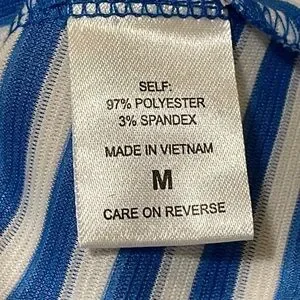 SELF:
97% POLYESTER
3% SPANDEX
MADE IN VIETNAM
M
CARE ON REVERSE